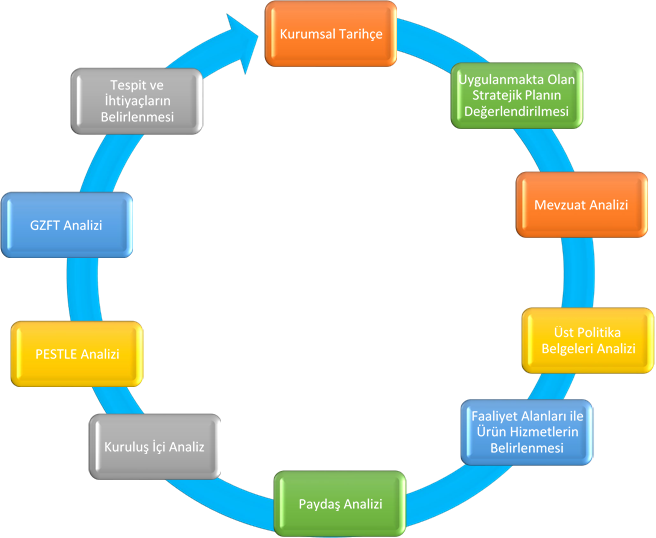 Kurumsal Tarihçe
Uygulanmakta Olan
Stratejik Planın
Değerlendirilmesi
Mevzuat Analizi
Üst Politika
Belgeleri Analizi
Faaliyet Alanları ile
Ürün Hizmetlerin
Belirlenmesi
Paydaş Analizi
Kuruluş İçi Analiz
PESTLE Analizi
GZFT Analizi
Tespit ve
İhtiyaçların
Belirlenmesi